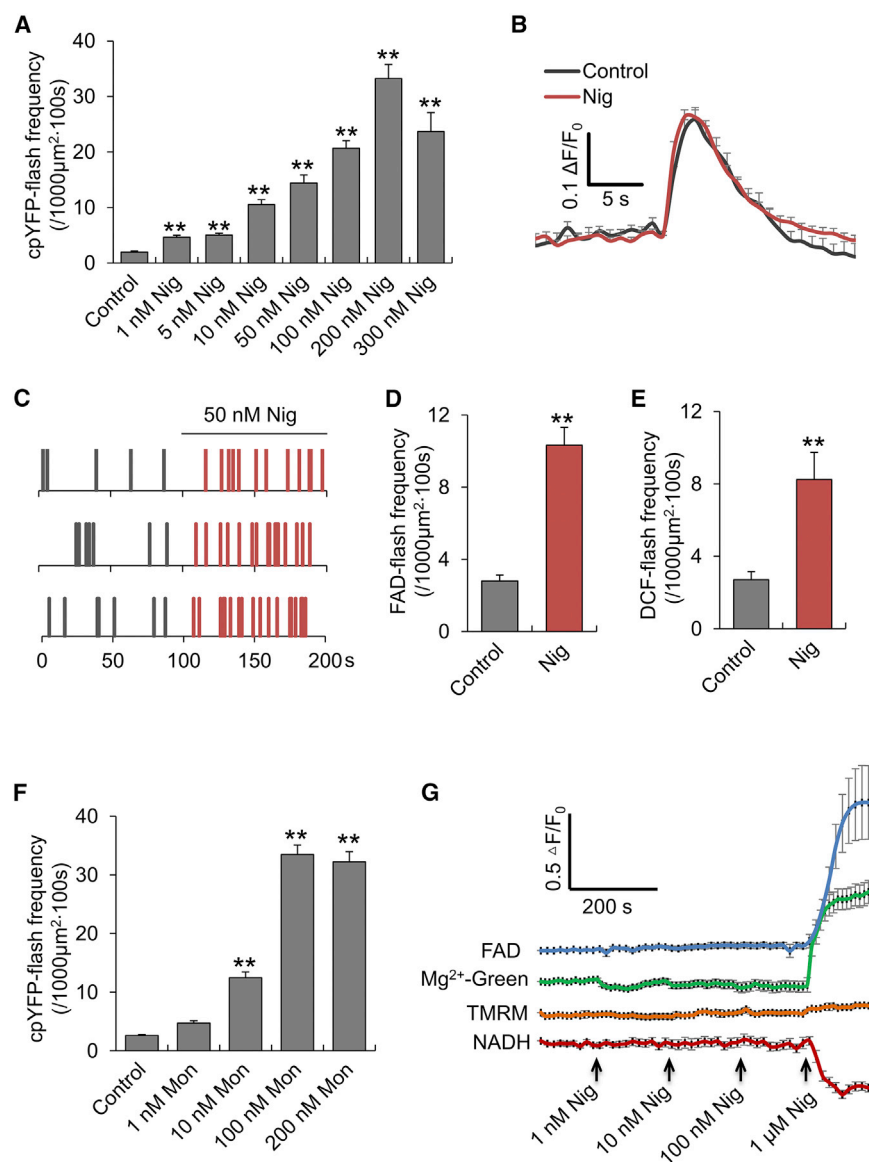 A
cpYFP-flash frequency
(/1000μm²·100s)
40
30
20
10
0
**
**
**
**
**
**
**
Control
1 nM Nig
5 nM Nig
10 nM Nig
50 nM Nig
100 nM Nig
200 nM Nig
300 nM Nig
B
Control
Nig
0.1 ΔF/F₀
5 s
C
50 nM Nig
0
50
100
150
200 s
D
FAD-flash frequency
(/1000μm²·100s)
12
8
4
0
**
Control
Nig
E
DCF-flash frequency
(/1000μm²·100s)
12
8
4
0
**
Control
Nig
F
cpYFP-flash frequency
(/1000μm²·100s)
40
30
20
10
0
**
**
**
Control
1 nM Mon
10 nM Mon
100 nM Mon
200 nM Mon
G
0.5 △F/F₀
200 s
FAD
Mg²⁺-Green
TMRM
NADH
1 nM Nig
10 nM Nig
100 nM Nig
1 μM Nig